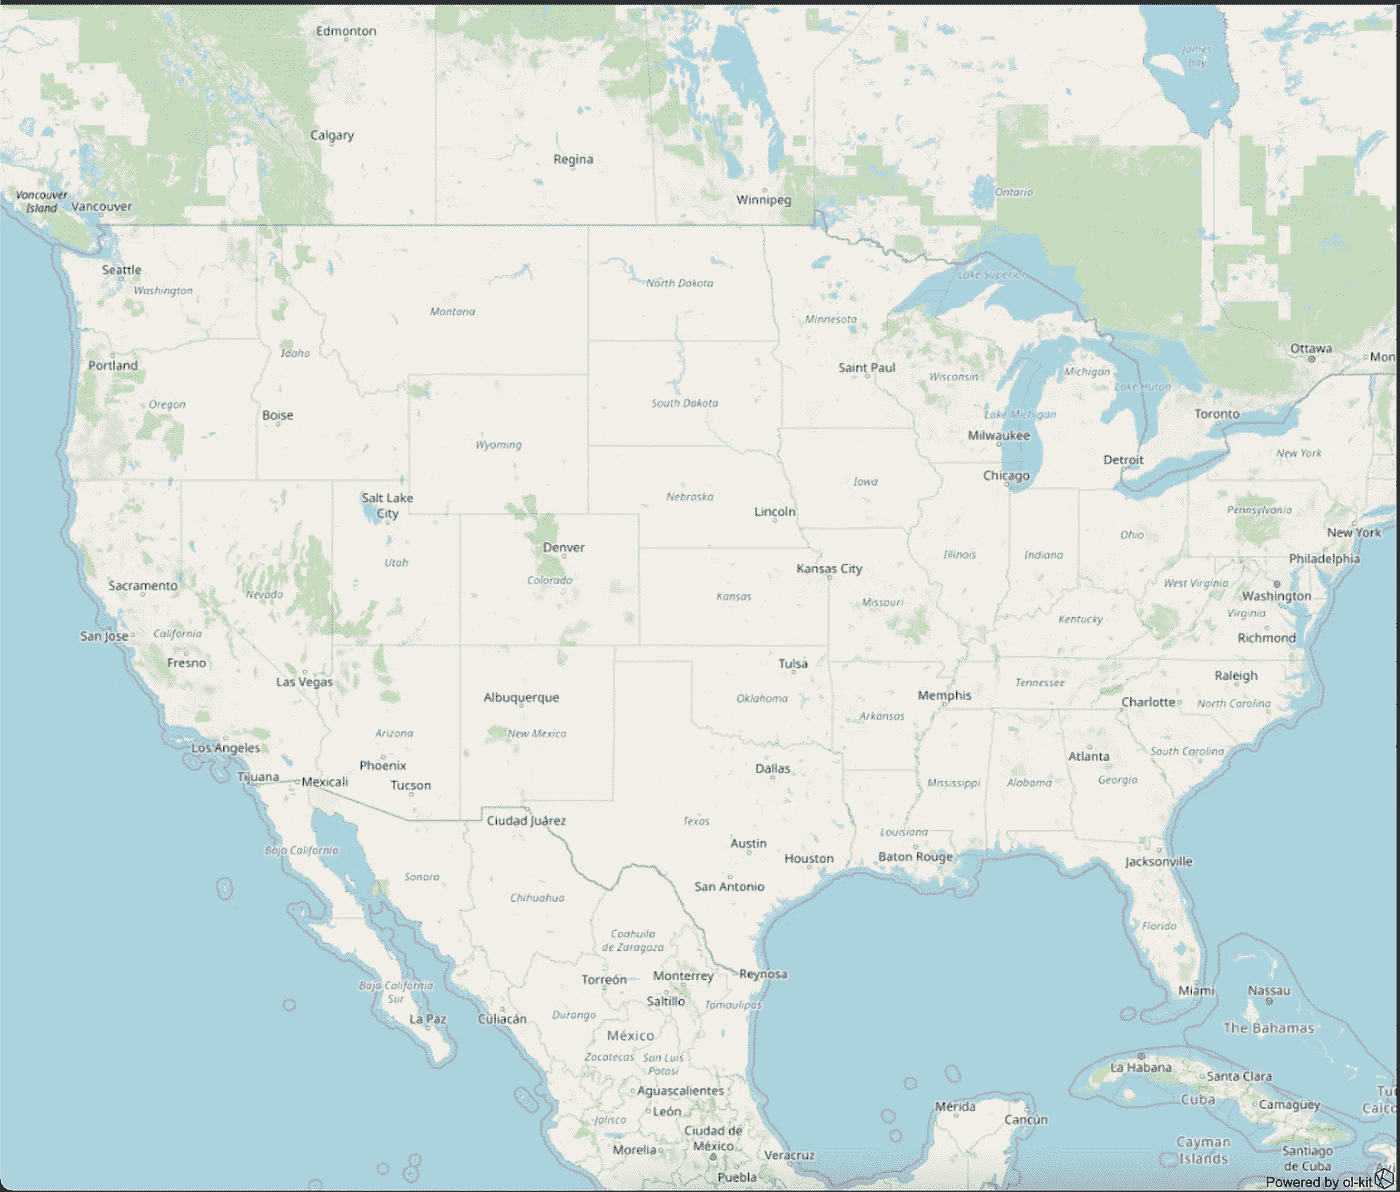 Edmonton
James
Bay
Calgary
Regina
Vancouver
Island
Vancouver
Winnipeg
Ontario
Seattle
Washington
Montana
North Dakota
Lake Superior
Minnesota
Portland
Idaho
Saint Paul
Wisconsin
Michigan
Lake Huron
Ottawa
Mon
Oregon
Boise
South Dakota
Lake Michigan
Toronto
Wyoming
Milwaukee
Detroit
New York
Chicago
Salt Lake
City
Nebraska
Lincoln
Iowa
Pennsylvania
New York
Denver
Utah
Colorado
Kansas City
Illinois
Indiana
Ohio
Philadelphia
Sacramento
Nevada
Kansas
Missouri
West Virginia
Washington
Virginia
Kentucky
San Jose
California
Richmond
Fresno
Las Vegas
Tulsa
Tennessee
Raleigh
Albuquerque
Oklahoma
Memphis
Charlotte
North Carolina
Arkansas
Arizona
New Mexico
Los Angeles
Phoenix
Dallas
Atlanta
South Carolina
Tijuana
Mexicali
Tucson
Mississippi
Alabama
Georgia
Ciudad Juárez
Texas
Louisiana
Austin
Houston
Baton Rouge
Jacksonville
Baja California
Sonora
San Antonio
Chihuahua
Florida
Coahuila
de Zaragoza
Torreón
Monterrey
Reynosa
Baja California
Sur
Saltillo
Tamaulipas
Miami
Nassau
La Paz
Culiacán
Durango
México
The Bahamas
Zacatecas
San Luis
Potosí
La Habana
Santa Clara
Aguascalientes
Cuba
Camagüey
Tur
Caico
León
Mérida
Cancún
Jalisco
Ciudad de
México
Morelia
Veracruz
Cayman
Islands
Santiago
de Cuba
Puebla
Powered by ol-kit